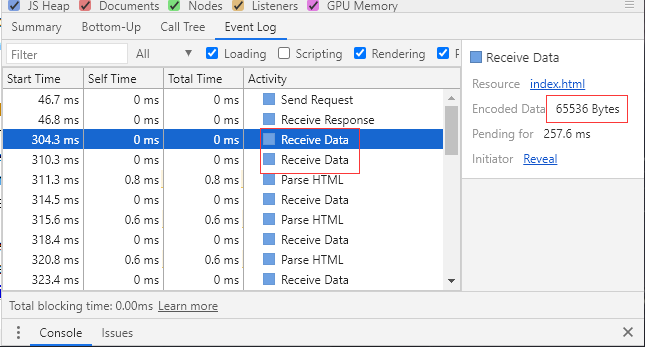 JS Heap Documents Nodes Listeners GPU Memory
Summary Bottom-Up Call Tree Event Log
Filter All Loading Scripting Rendering
Start Time Self Time Total Time Activity
46.7 ms 0 ms 0 ms Send Request
46.8 ms 0 ms 0 ms Receive Response
304.3 ms 0 ms 0 ms Receive Data
310.3 ms 0 ms 0 ms Receive Data
311.3 ms 0.8 ms 0.8 ms Parse HTML
314.5 ms 0 ms 0 ms Receive Data
315.6 ms 0.6 ms 0.6 ms Parse HTML
318.4 ms 0 ms 0 ms Receive Data
320.8 ms 0.6 ms 0.6 ms Parse HTML
323.4 ms 0 ms 0 ms Receive Data
Receive Data
Resource index.html
Encoded Data 65536 Bytes
Pending for 257.6 ms
Initiator Reveal
Total blocking time: 0.00ms Learn more
Console Issues